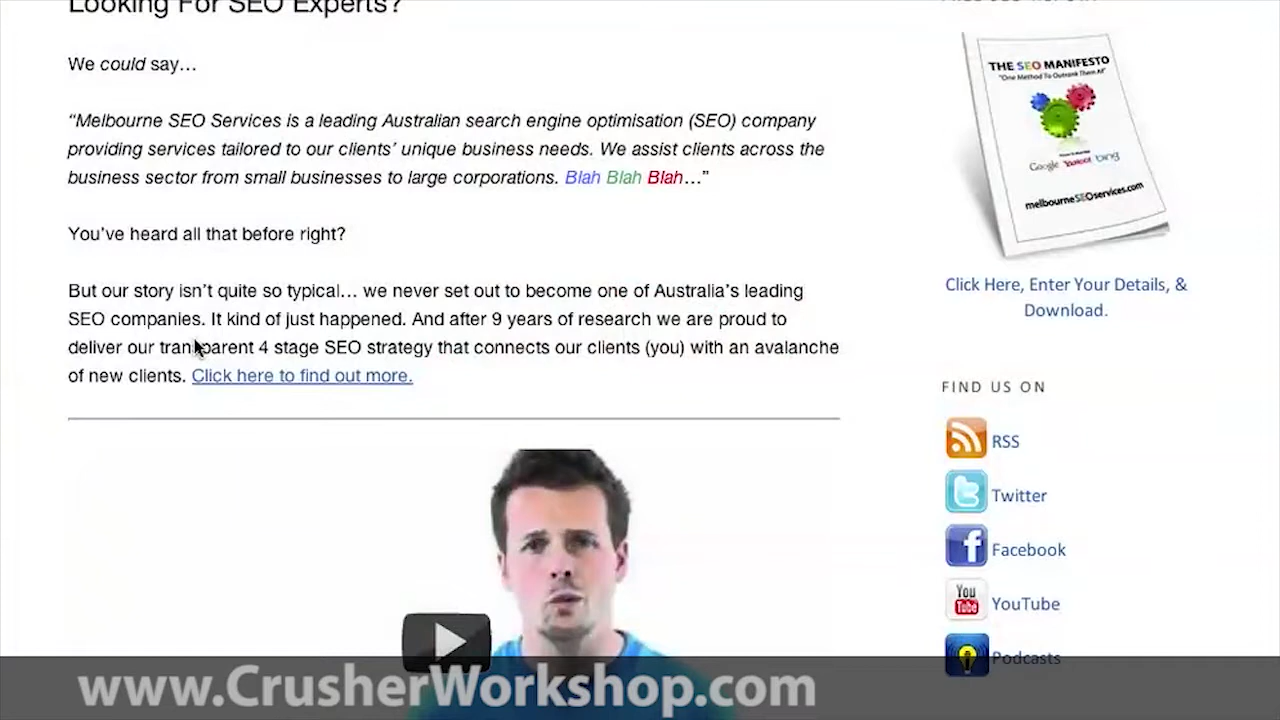 Looking For SEO Experts?
We could say…
“Melbourne SEO Services is a leading Australian search engine optimisation (SEO) company
providing services tailored to our clients’ unique business needs. We assist clients across the
business sector from small businesses to large corporations. Blah Blah Blah…”
You’ve heard all that before right?
But our story isn’t quite so typical… we never set out to become one of Australia’s leading
SEO companies. It kind of just happened. And after 9 years of research we are proud to
deliver our transparent 4 stage SEO strategy that connects our clients (you) with an avalanche
of new clients. Click here to find out more.
THE SEO MANIFESTO
"One Method To Outrank Them All"
Google Yahoo! bing
melbourneSEOservices.com
Click Here, Enter Your Details, &
Download.
FIND US ON
RSS
Twitter
Facebook
You
Tube
YouTube
Podcasts
www.CrusherWorkshop.com